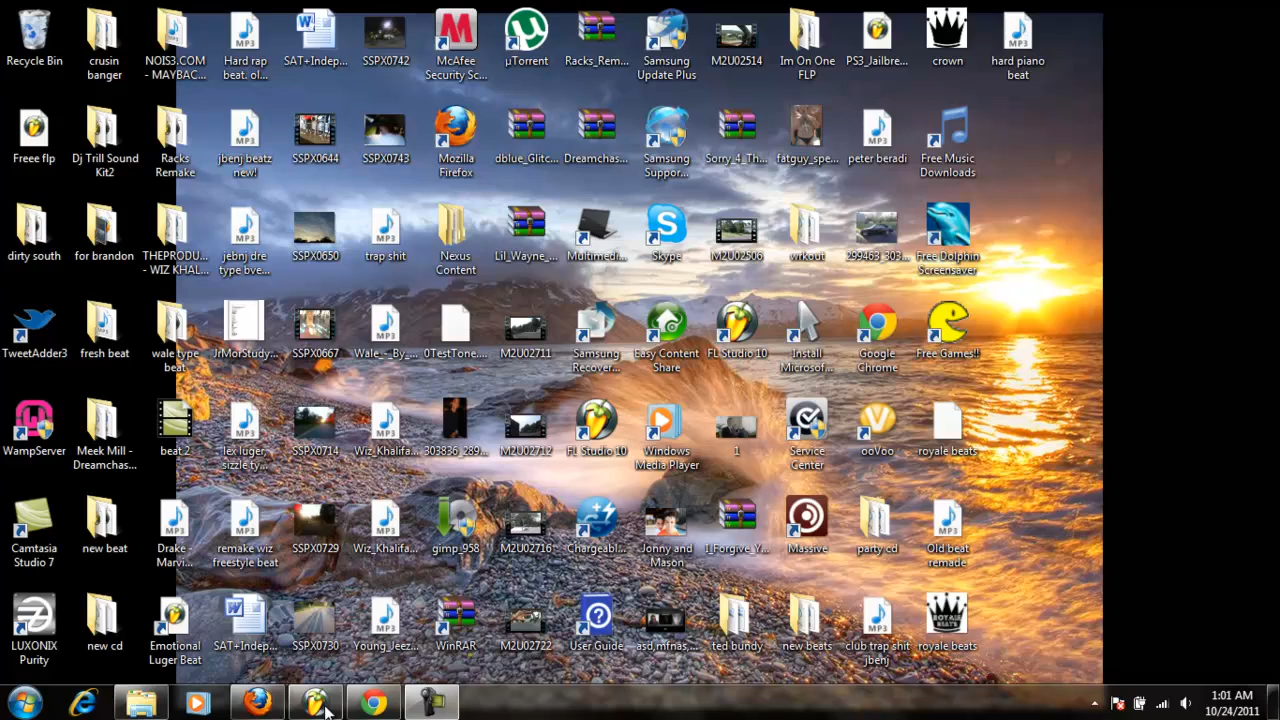 Recycle Bin
crusin banger
NOIS3.COM - MAYBAC...
Hard rap beat. ol...
SAT+Indep...
SSPX0742
McAfee Security Sc...
µTorrent
Racks_Rem...
Samsung Update Plus
M2U02514
Im On One FLP
PS3_Jailbre...
crown
hard piano beat
Freee flp
Dj Trill Sound Kit2
Racks Remake
jbenj beatz new!
SSPX0644
SSPX0743
Mozilla Firefox
dblue_Glitc...
Dreamchas...
Samsung Suppor...
Sorry_4_Th...
fatguy_spe...
peter beradi
Free Music Downloads
dirty south
for brandon
THEPRODU... - WIZ KHAL...
jebnj dre type bve...
SSPX0650
trap shit
Nexus Content
Lil_Wayne_...
Multimedi...
Skype
M2U02506
wrkout
299463_303...
Free Dolphin Screensaver
TweetAdder3
fresh beat
wale type beat
JrMorStudy...
SSPX0667
Wale_-_By_...
0TestTone....
M2U02711
Samsung Recover...
Easy Content Share
FL Studio 10
Install Microsof...
Google Chrome
Free Games!!
WampServer
Meek Mill - Dreamchas...
beat 2
lex luger, sizzle ty...
SSPX0714
Wiz_Khalifa...
303836_289...
M2U02712
FL Studio 10
Windows Media Player
1
Service Center
ooVoo
royale beats
Camtasia Studio 7
new beat
Drake - Marvi...
remake wiz freestyle beat
SSPX0729
Wiz_Khalifa...
gimp_958
M2U02716
Chargeabl...
Jonny and Mason
I_Forgive_Y...
Massive
party cd
Old beat remade
LUXONIX Purity
new cd
Emotional Luger Beat
SAT+Indep...
SSPX0730
Young_Jeez...
WinRAR
M2U02722
User Guide
asd,mfnas,...
ted bundy
new beats
club trap shit jbenj
royale beats
1:01 AM
10/24/2011